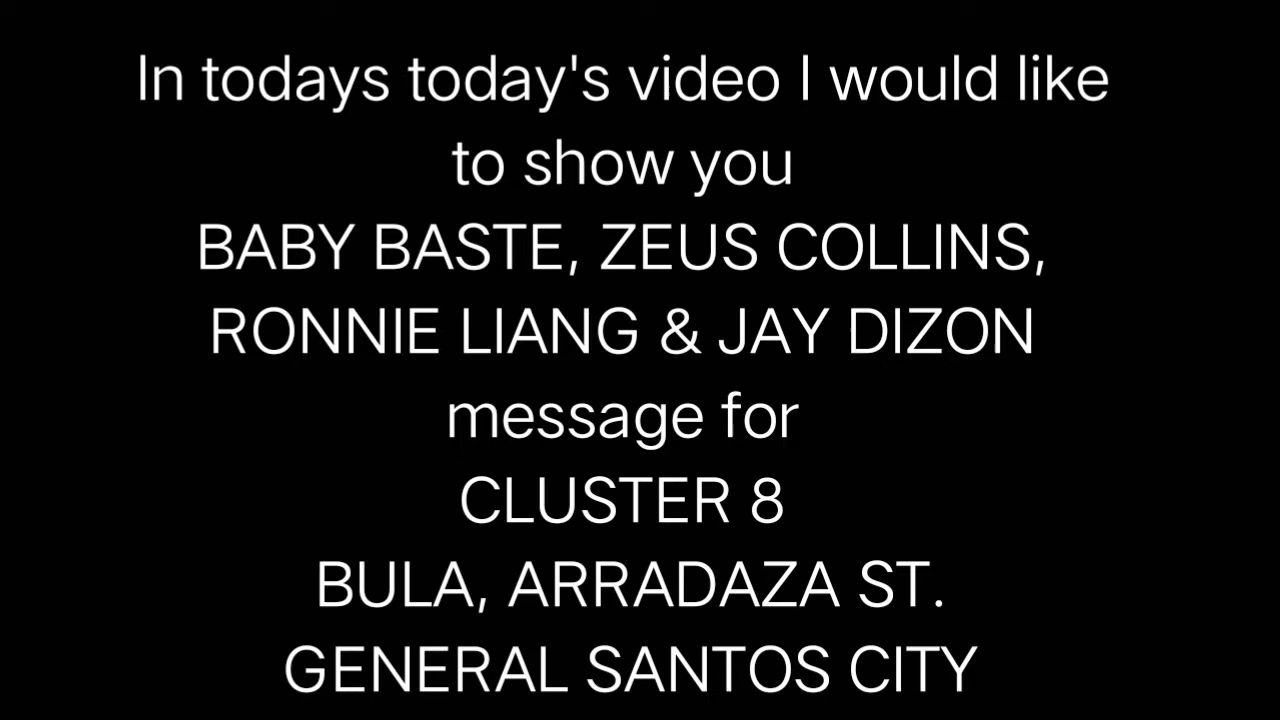 In todays today's video I would like
to show you
BABY BASTE, ZEUS COLLINS,
RONNIE LIANG & JAY DIZON
message for
CLUSTER 8
BULA, ARRADAZA ST.
GENERAL SANTOS CITY